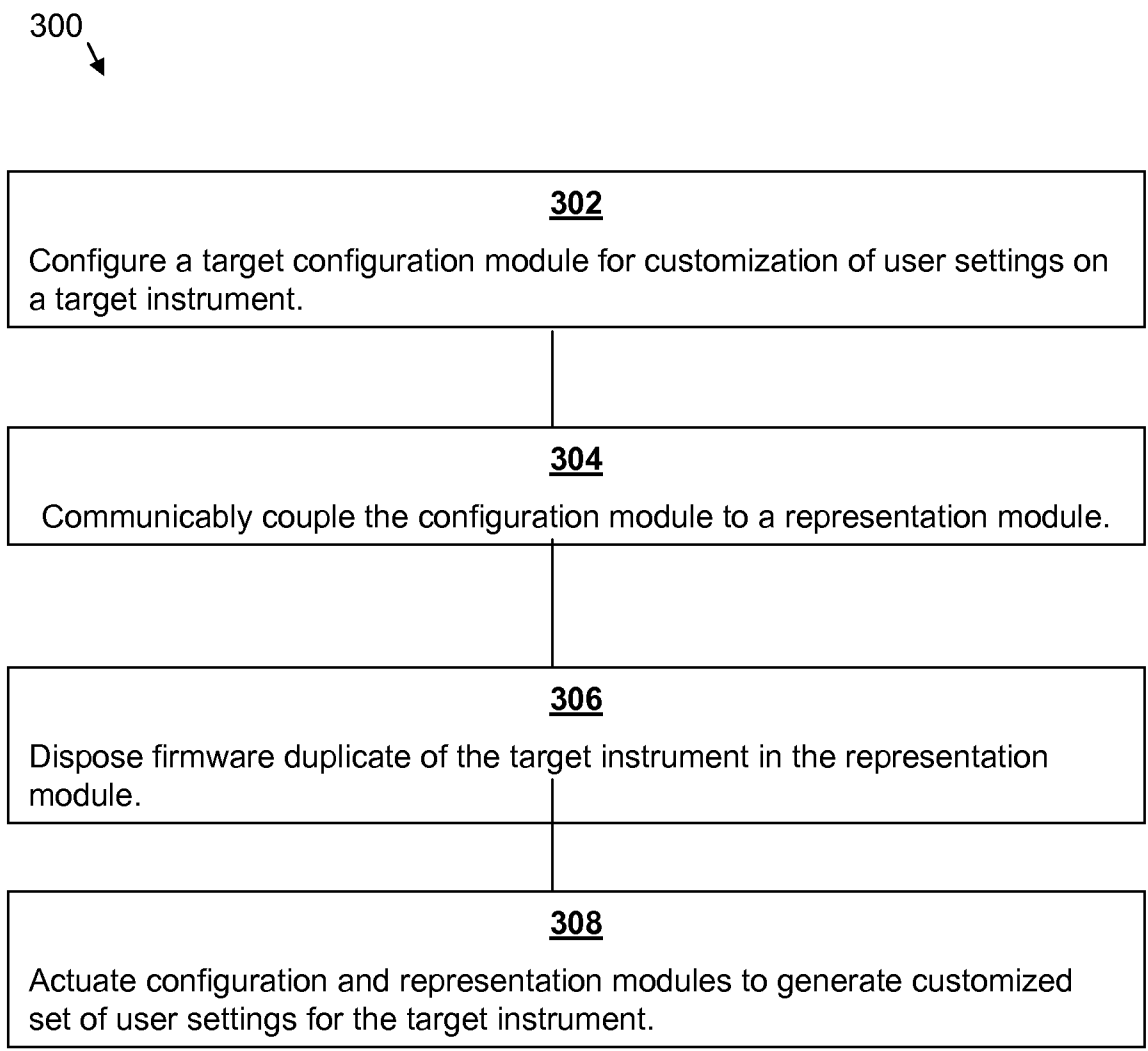 300
302
Configure a target configuration module for customization of user settings on
a target instrument.
304
Communicably couple the configuration module to a representation module.
306
Dispose firmware duplicate of the target instrument in the representation
module.
308
Actuate configuration and representation modules to generate customized
set of user settings for the target instrument.